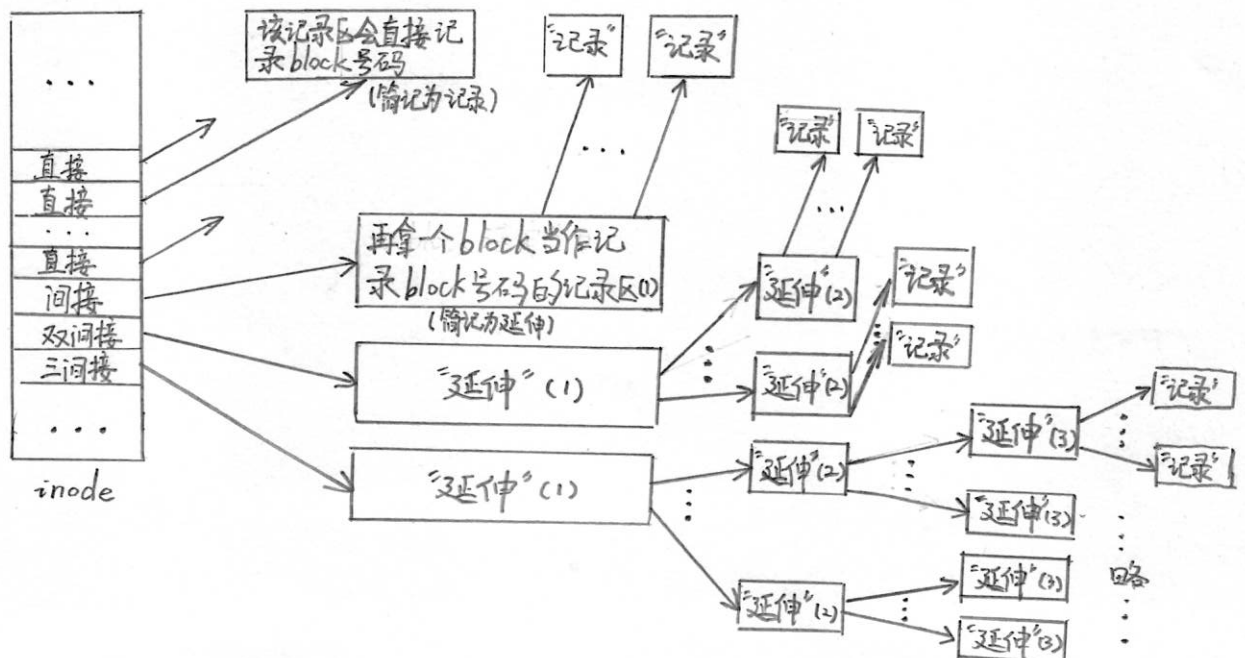 ...
直接
直接
...
直接
间接
双间接
三间接
...
inode
该记录区会直接记
录block号码
(简记为记录)
"记录"
"记录"
...
再拿一个block当作记
录block号码的记录区(1)
(简记为延伸)
"记录"
"记录"
...
"延伸"(1)
"延伸"(2)
"延伸"(2)
"记录"
"记录"
"延伸"(1)
"延伸"(2)
"延伸"(2)
"延伸"(3)
"延伸"(3)
"延伸"(3)
"延伸"(3)
"记录"
"记录"
略